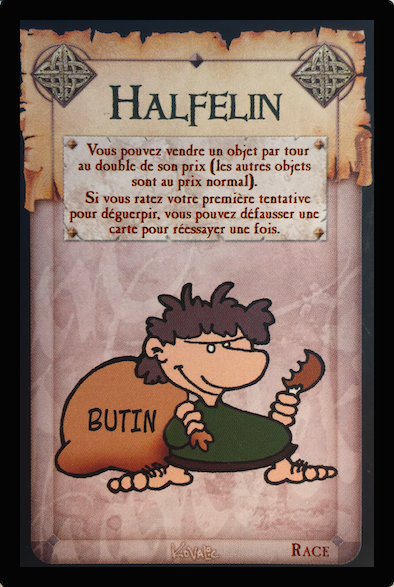 HALFELIN
Vous pouvez vendre un objet par tour
au double de son prix (les autres objets
sont au prix normal).
Si vous ratez votre première tentative
pour déguerpir, vous pouvez défausser une
carte pour réessayer une fois.
BUTIN
KOVALIC
RACE